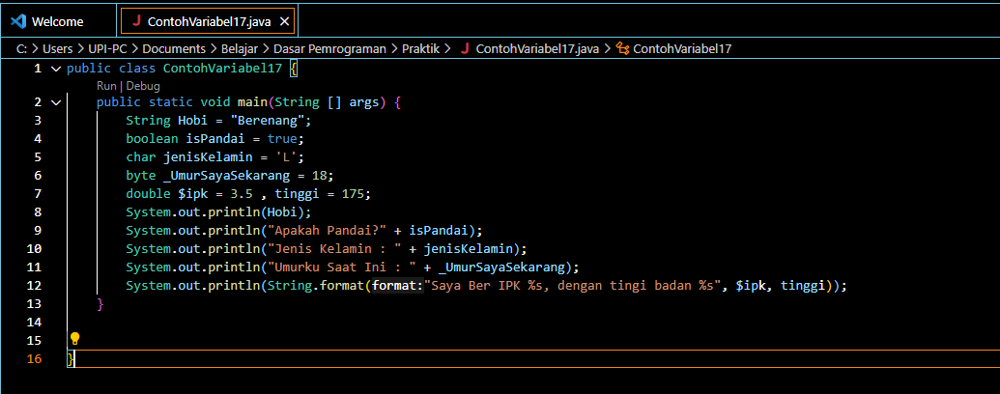 Welcome
J ContohVariabel17.java ×
C: > Users > UPI-PC > Documents > Belajar > Dasar Pemrograman > Praktik > J ContohVariabel17.java > ContohVariabel17
1 public class ContohVariabel17 {
Run | Debug
2 public static void main(String [] args) {
3 String Hobi = "Berenang";
4 boolean isPandai = true;
5 char jenisKelamin = 'L';
6 byte _UmurSayaSekarang = 18;
7 double $ipk = 3.5 , tinggi = 175;
8 System.out.println(Hobi);
9 System.out.println("Apakah Pandai?" + isPandai);
10 System.out.println("Jenis Kelamin : " + jenisKelamin);
11 System.out.println("Umurku Saat Ini : " + _UmurSayaSekarang);
12 System.out.println(String.format(format:"Saya Ber IPK %s, dengan tingi badan %s", $ipk, tinggi));
13 }
14
15
16 }